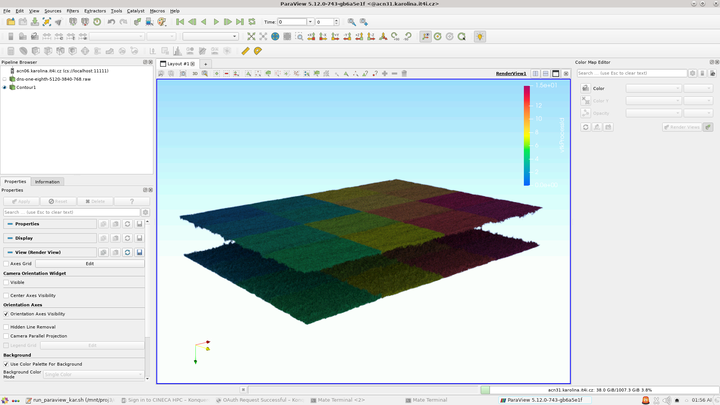 ParaView 5.12.0-743-gb6a5e1f <@acn31.karolina.it4i.cz>
File Edit View Sources Filters Extractors Tools Catalyst Macros Help
Time: 0 0
Pipeline Browser
acn06.karolina.it4i.cz (cs://localhost:11111)
dns-one-eighth-5120-3840-768.raw
Contour1
Properties Information
Apply Reset Delete ?
Search ... (use Esc to clear text)
Properties
Display
View (Render View)
Axes Grid Edit
Camera Orientation Widget
Visible
Center Axes Visibility
Orientation Axes
Orientation Axes Visibility
Hidden Line Removal
Camera Parallel Projection
Legend Grid Edit
Background
Use Color Palette For Background
Background Color Mode Single Color
Layout #1
+
RenderView1
1.5e+01
Color Map Editor
Search ... (use Esc to clear text)
Color
Color Y
Opacity
Render Views
acn31.karolina.it4i.cz: 38.0 GiB/1007.3 GiB 3.8%
run_paraview_kar.sh (/mnt/proj
Sign in to CINECA HPC – Konqu
OAuth Request Successful – Konqu
Mate Terminal <2>
Mate Terminal
ParaView 5.12.0-743-gb6a5e1f
01:56 AM